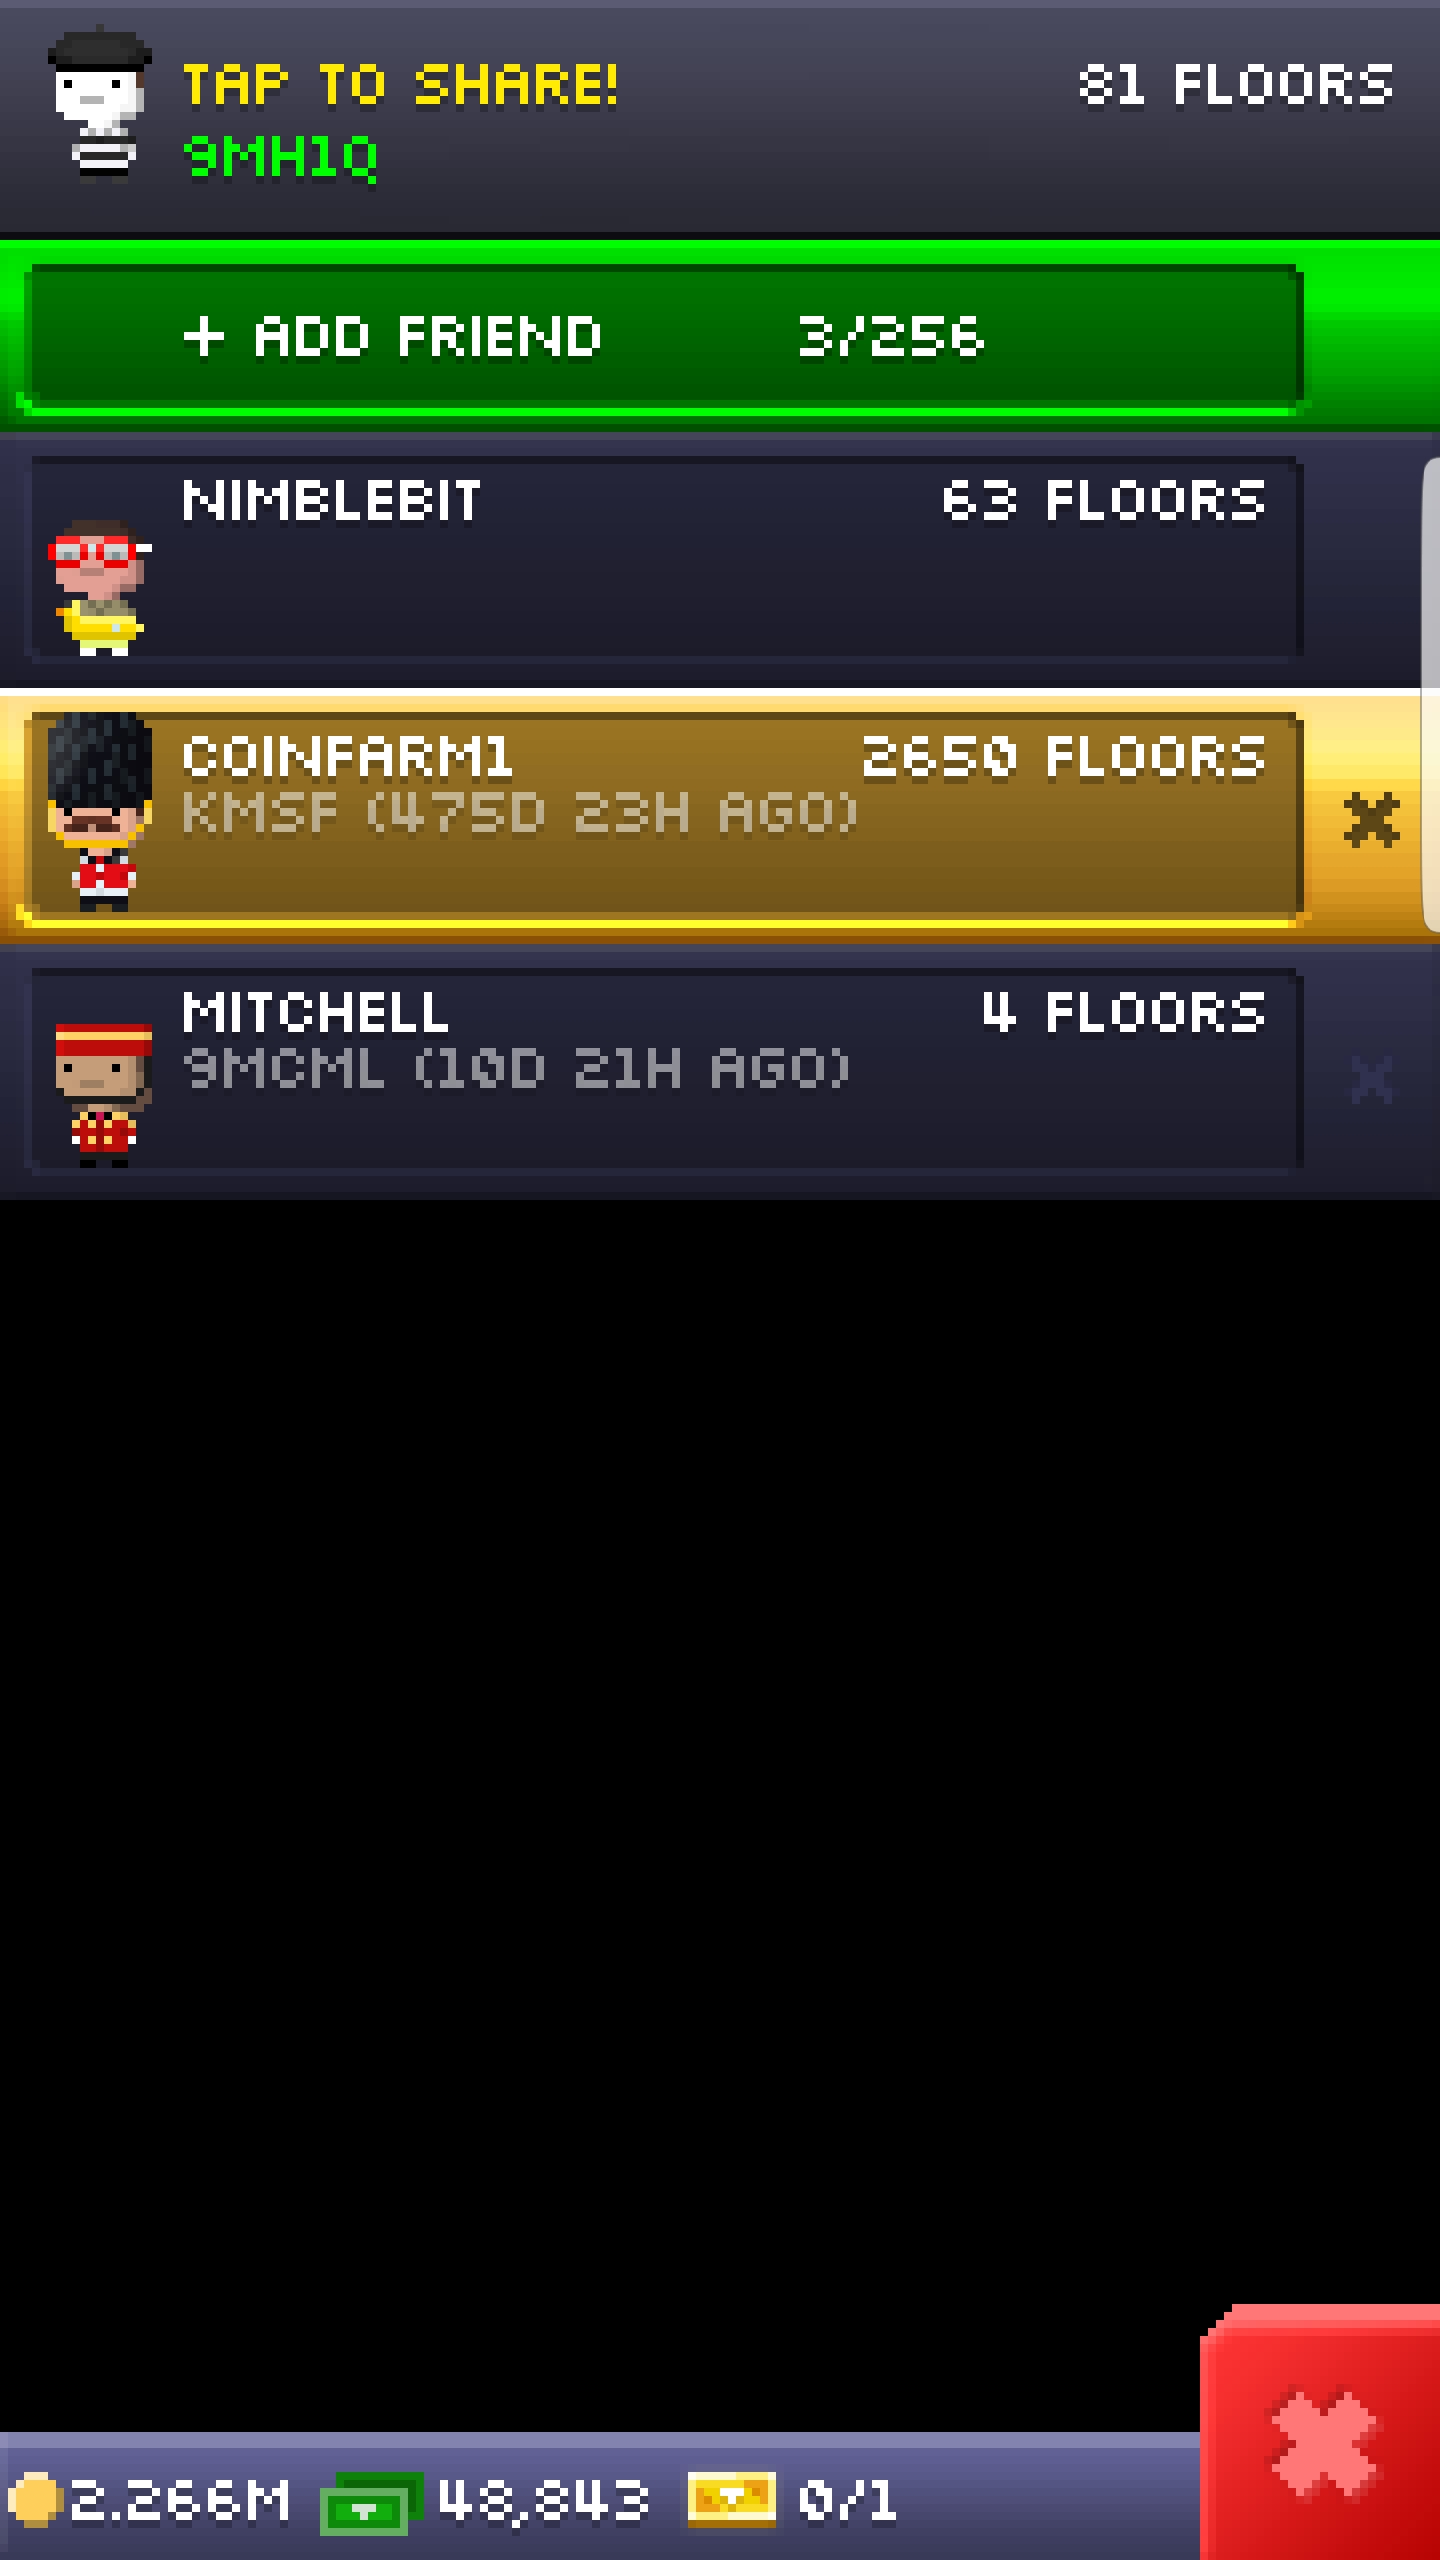 TAP TO SHARE! 81 FLOORS
9MH1Q
+ ADD FRIEND 3/256
NIMBLEBIT 63 FLOORS
COINFARM1 2650 FLOORS
KMSF (475D 23H AGO)
MITCHELL 4 FLOORS
9MCML (10D 21H AGO)
2.266M 48,843 0/1